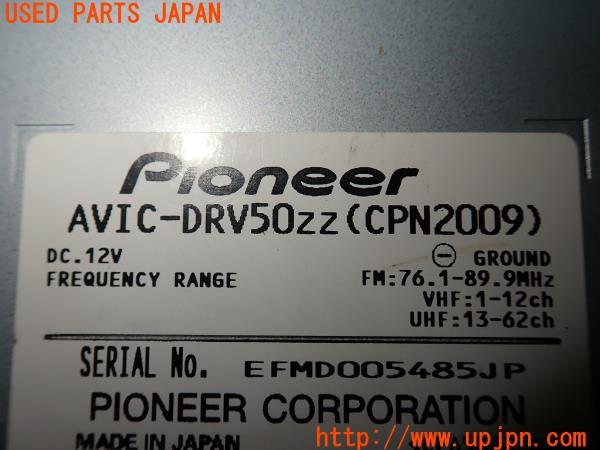 USED PARTS JAPAN
Pioneer
AVIC-DRV50zz(CPN2009)
DC.12V
GROUND
FREQUENCY RANGE
FM:76.1-89.9MHz
VHF:1-12ch
UHF:13-62ch
SERIAL No. EFMD005485JP
PIONEER CORPORATION
MADE IN JAPAN
http://www.upjpn.com/